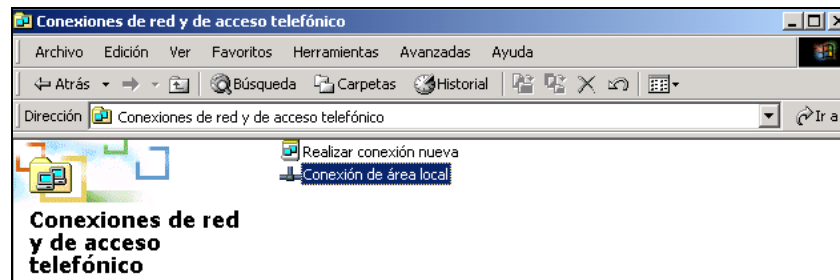 Conexiones de red y de acceso telefónico
Archivo Edición Ver Favoritos Herramientas Avanzadas Ayuda
Atrás Búsqueda Carpetas Historial
Dirección Conexiones de red y de acceso telefónico Ir a
Realizar conexión nueva
Conexión de área local
Conexiones de red
y de acceso
telefónico